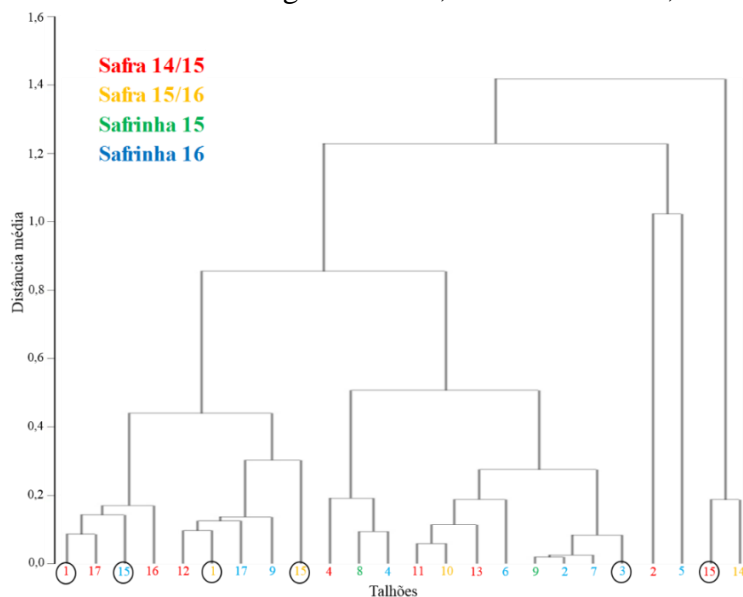 1,6
Safra 14/15
Safra 15/16
Safrinha 15
Safrinha 16
1,4
1,2
1,0
0,8
0,6
0,4
0,2
0,0
Distância média
1 17 15 16 12 1 17 9 15 4 8 4 11 10 13 6 9 2 7 3 2 5 15 14
Talhões